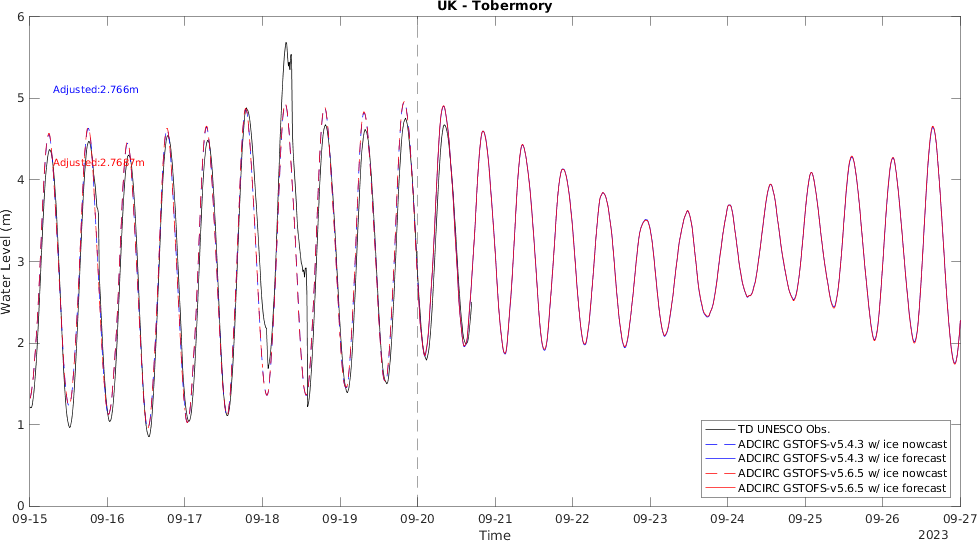 UK - Tobermory
6
5
4
3
2
1
0
Water Level (m)
Adjusted:2.766m
Adjusted:2.7687m
TD UNESCO Obs.
ADCIRC GSTOFS-v5.4.3 w/ ice nowcast
ADCIRC GSTOFS-v5.4.3 w/ ice forecast
ADCIRC GSTOFS-v5.6.5 w/ ice nowcast
ADCIRC GSTOFS-v5.6.5 w/ ice forecast
09-15 09-16 09-17 09-18 09-19 09-20 09-21 09-22 09-23 09-24 09-25 09-26 09-27
Time
2023